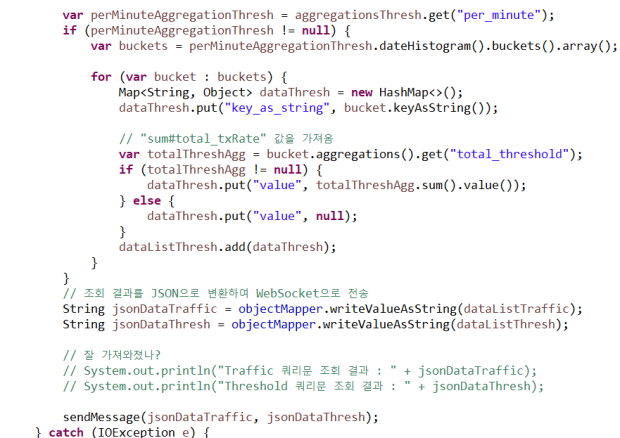 var perMinuteAggregationThresh = aggregationsThresh.get("per_minute");
if (perMinuteAggregationThresh != null) {
var buckets = perMinuteAggregationThresh.dateHistogram().buckets().array();
for (var bucket : buckets) {
Map<String, Object> dataThresh = new HashMap<>();
dataThresh.put("key_as_string", bucket.keyAsString());
// "sum#total_txRate" 값을 가져옴
var totalThreshAgg = bucket.aggregations().get("total_threshold");
if (totalThreshAgg != null) {
dataThresh.put("value", totalThreshAgg.sum().value());
} else {
dataThresh.put("value", null);
}
dataListThresh.add(dataThresh);
}
}
// 조회 결과를 JSON으로 변환하여 WebSocket으로 전송
String jsonDataTraffic = objectMapper.writeValueAsString(dataListTraffic);
String jsonDataThresh = objectMapper.writeValueAsString(dataListThresh);
// 잘 가져와졌나?
// System.out.println("Traffic 쿼리문 조회 결과 : " + jsonDataTraffic);
// System.out.println("Threshold 쿼리문 조회 결과 : " + jsonDataThresh);
sendMessage(jsonDataTraffic, jsonDataThresh);
} catch (IOException e) {